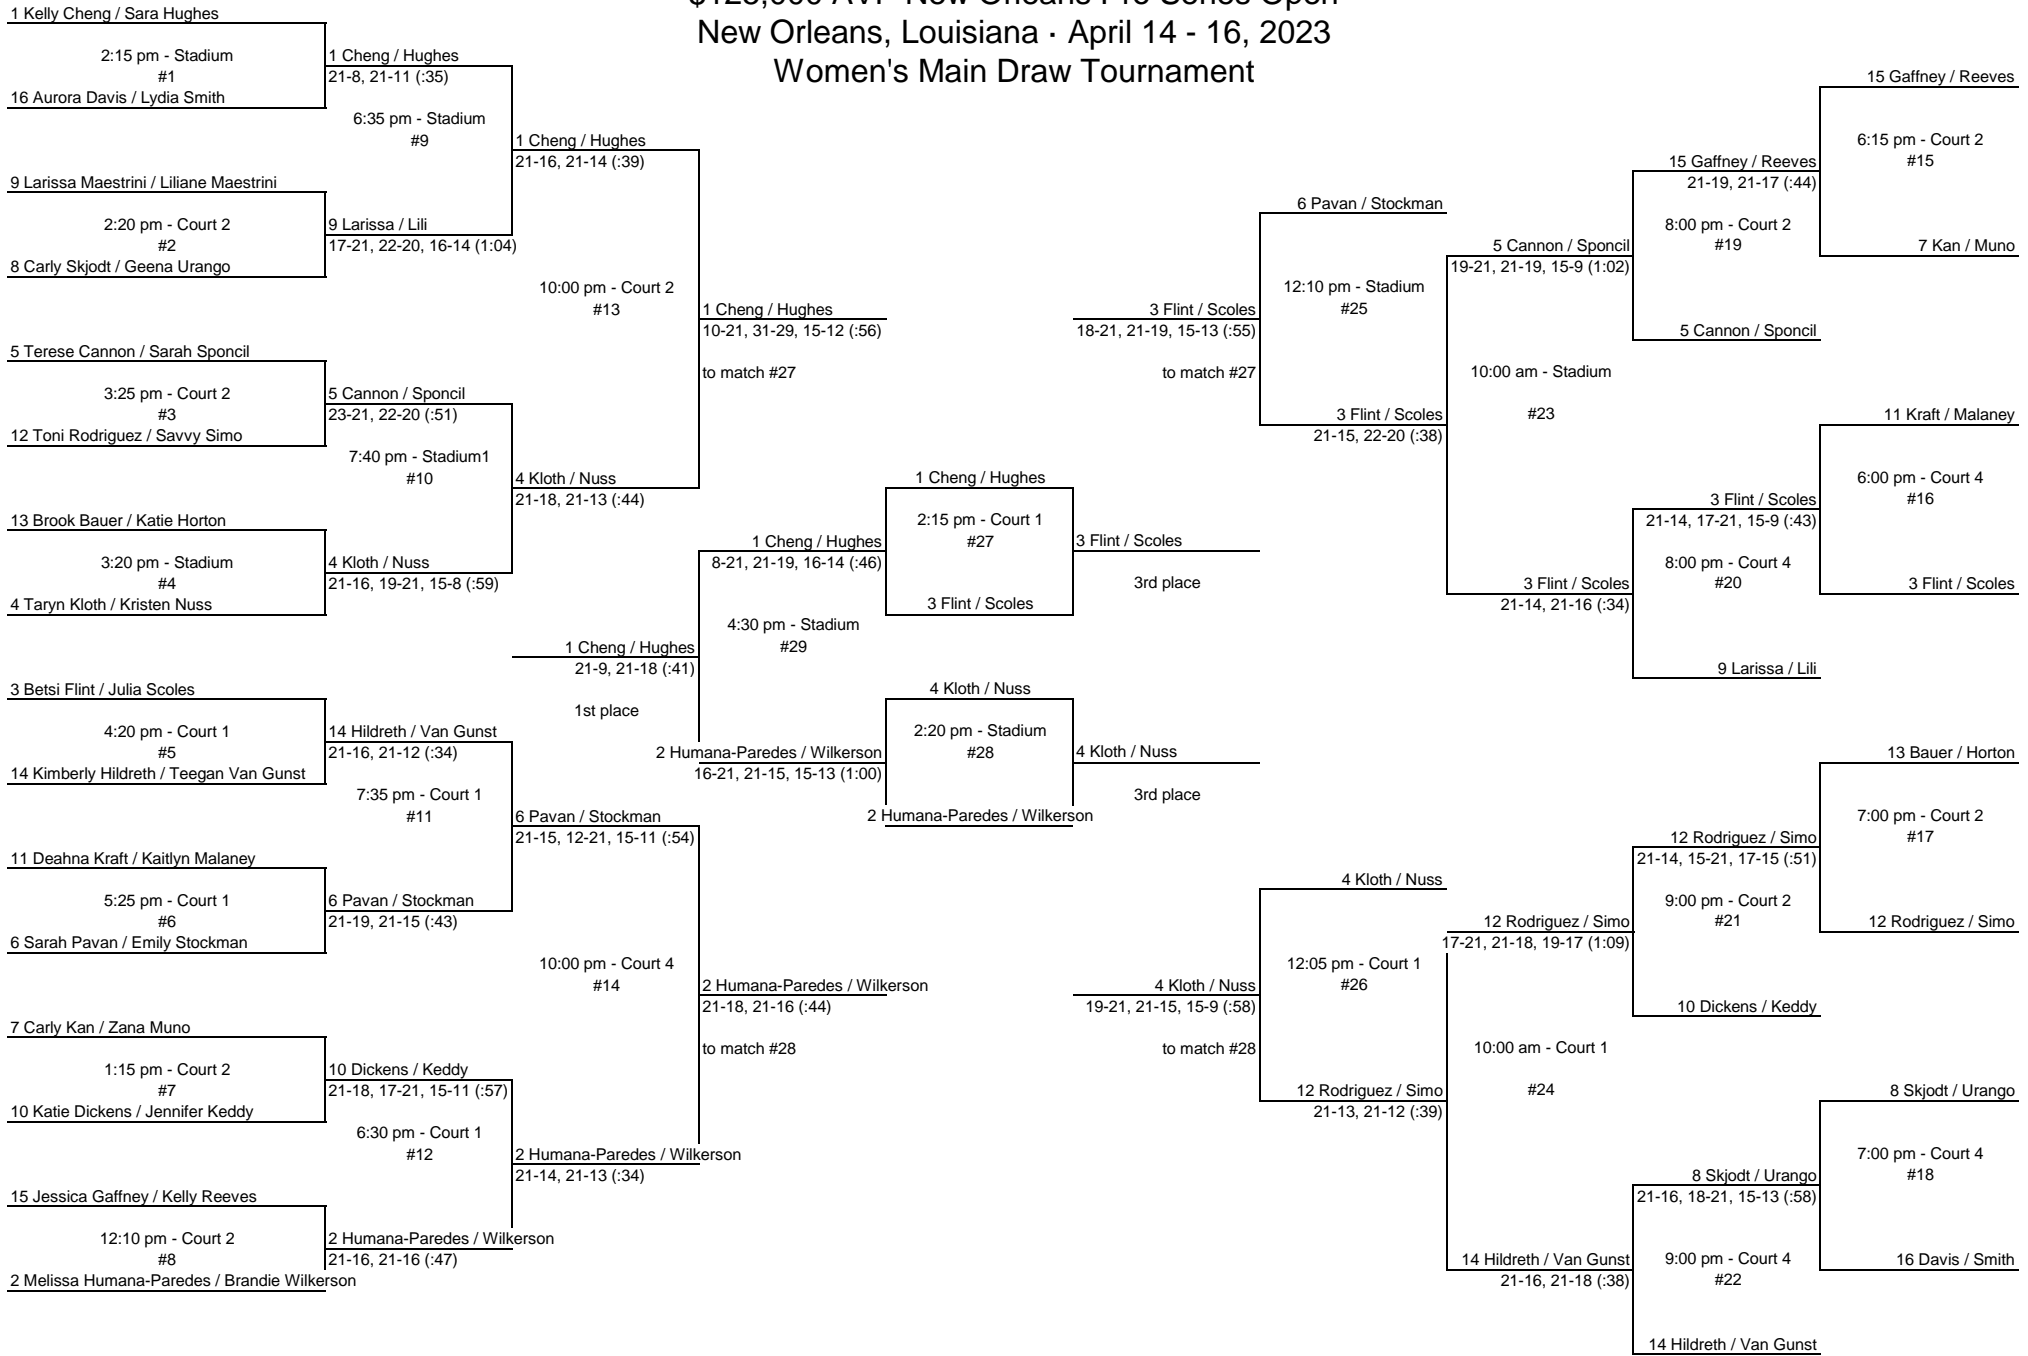 $125,000 AVP New Orleans Pro Series Open
New Orleans, Louisiana · April 14 - 16, 2023
Women's Main Draw Tournament
1 Kelly Cheng / Sara Hughes
2:15 pm - Stadium
#1
16 Aurora Davis / Lydia Smith
9 Larissa Maestrini / Liliane Maestrini
2:20 pm - Court 2
#2
8 Carly Skjodt / Geena Urango
5 Terese Cannon / Sarah Sponcil
3:25 pm - Court 2
#3
12 Toni Rodriguez / Savvy Simo
13 Brook Bauer / Katie Horton
3:20 pm - Stadium
#4
4 Taryn Kloth / Kristen Nuss
3 Betsi Flint / Julia Scoles
4:20 pm - Court 1
#5
14 Kimberly Hildreth / Teegan Van Gunst
11 Deahna Kraft / Kaitlyn Malaney
5:25 pm - Court 1
#6
6 Sarah Pavan / Emily Stockman
7 Carly Kan / Zana Muno
1:15 pm - Court 2
#7
10 Katie Dickens / Jennifer Keddy
15 Jessica Gaffney / Kelly Reeves
12:10 pm - Court 2
#8
2 Melissa Humana-Paredes / Brandie Wilkerson
1 Cheng / Hughes
21-8, 21-11 (:35)
6:35 pm - Stadium
#9
9 Larissa / Lili
17-21, 22-20, 16-14 (1:04)
5 Cannon / Sponcil
23-21, 22-20 (:51)
7:40 pm - Stadium1
#10
4 Kloth / Nuss
21-16, 19-21, 15-8 (:59)
14 Hildreth / Van Gunst
21-16, 21-12 (:34)
7:35 pm - Court 1
#11
6 Pavan / Stockman
21-19, 21-15 (:43)
10 Dickens / Keddy
21-18, 17-21, 15-11 (:57)
6:30 pm - Court 1
#12
2 Humana-Paredes / Wilkerson
21-16, 21-16 (:47)
1 Cheng / Hughes
21-16, 21-14 (:39)
10:00 pm - Court 2
#13
4 Kloth / Nuss
21-18, 21-13 (:44)
6 Pavan / Stockman
21-15, 12-21, 15-11 (:54)
10:00 pm - Court 4
#14
2 Humana-Paredes / Wilkerson
21-14, 21-13 (:34)
1 Cheng / Hughes
10-21, 31-29, 15-12 (:56)
to match #27
2 Humana-Paredes / Wilkerson
21-18, 21-16 (:44)
to match #28
1 Cheng / Hughes
21-9, 21-18 (:41)
1st place
1 Cheng / Hughes
8-21, 21-19, 16-14 (:46)
4:30 pm - Stadium
#29
2 Humana-Paredes / Wilkerson
16-21, 21-15, 15-13 (1:00)
1 Cheng / Hughes
2:15 pm - Court 1
#27
3 Flint / Scoles
4 Kloth / Nuss
2:20 pm - Stadium
#28
2 Humana-Paredes / Wilkerson
3 Flint / Scoles
3rd place
4 Kloth / Nuss
3rd place
3 Flint / Scoles
18-21, 21-19, 15-13 (:55)
to match #27
4 Kloth / Nuss
19-21, 21-15, 15-9 (:58)
to match #28
6 Pavan / Stockman
12:10 pm - Stadium
#25
3 Flint / Scoles
21-15, 22-20 (:38)
4 Kloth / Nuss
12:05 pm - Court 1
#26
12 Rodriguez / Simo
21-13, 21-12 (:39)
5 Cannon / Sponcil
19-21, 21-19, 15-9 (1:02)
10:00 am - Stadium
#23
3 Flint / Scoles
21-14, 21-16 (:34)
12 Rodriguez / Simo
17-21, 21-18, 19-17 (1:09)
10:00 am - Court 1
#24
14 Hildreth / Van Gunst
21-16, 21-18 (:38)
15 Gaffney / Reeves
21-19, 21-17 (:44)
8:00 pm - Court 2
#19
5 Cannon / Sponcil
3 Flint / Scoles
21-14, 17-21, 15-9 (:43)
8:00 pm - Court 4
#20
9 Larissa / Lili
12 Rodriguez / Simo
21-14, 15-21, 17-15 (:51)
9:00 pm - Court 2
#21
10 Dickens / Keddy
8 Skjodt / Urango
21-16, 18-21, 15-13 (:58)
9:00 pm - Court 4
#22
14 Hildreth / Van Gunst
15 Gaffney / Reeves
6:15 pm - Court 2
#15
7 Kan / Muno
11 Kraft / Malaney
6:00 pm - Court 4
#16
3 Flint / Scoles
13 Bauer / Horton
7:00 pm - Court 2
#17
12 Rodriguez / Simo
8 Skjodt / Urango
7:00 pm - Court 4
#18
16 Davis / Smith